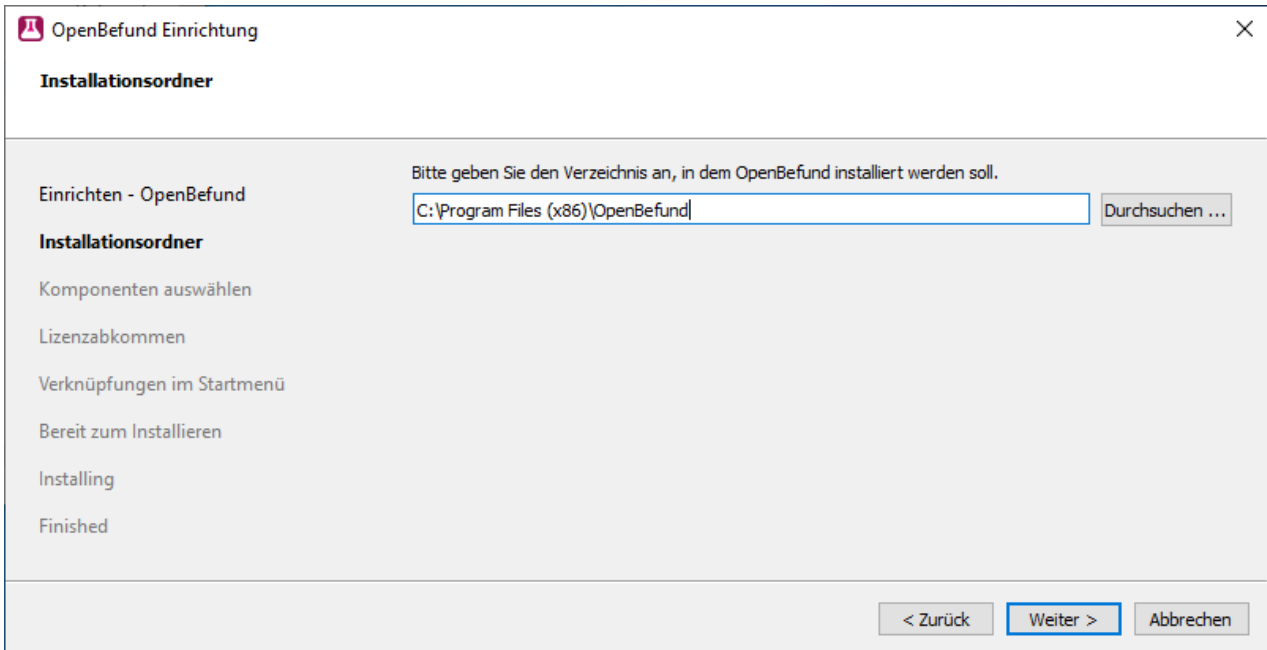 OpenBefund Einrichtung
Installationsordner
Einrichten - OpenBefund
Installationsordner
Komponenten auswählen
Lizenzabkommen
Verknüpfungen im Startmenü
Bereit zum Installieren
Installing
Finished
Bitte geben Sie den Verzeichnis an, in dem OpenBefund installiert werden soll.
C:\Program Files (x86)\OpenBefund
Durchsuchen ...
< Zurück
Weiter >
Abbrechen